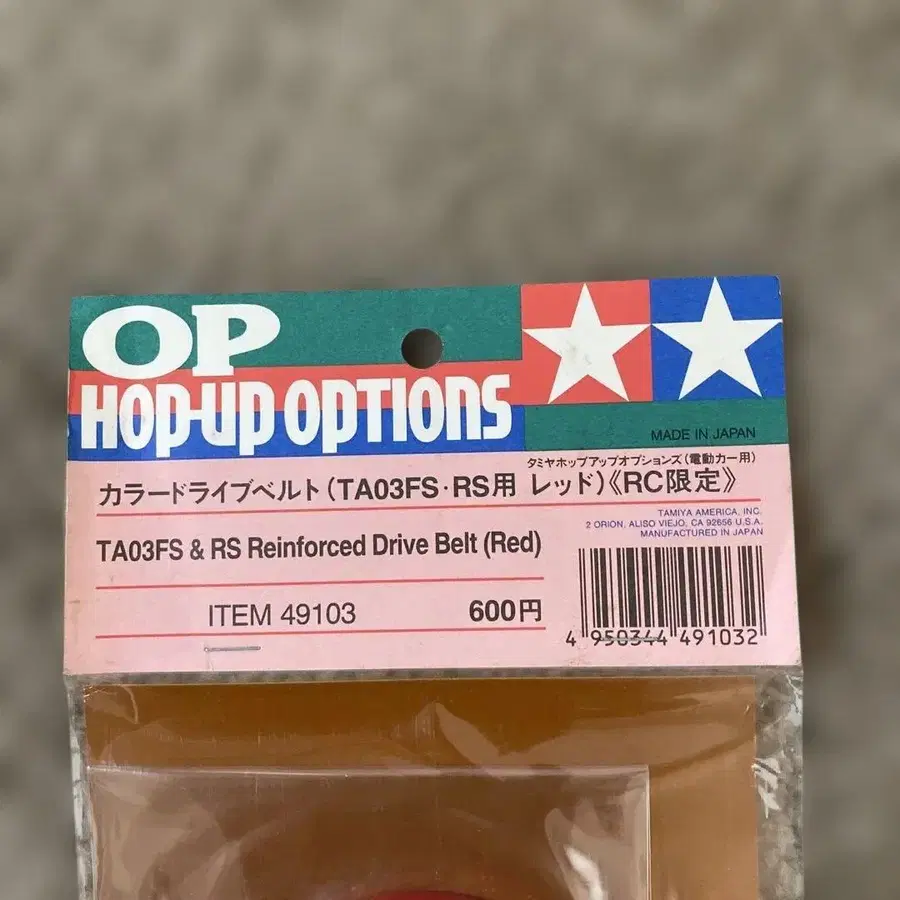 OP
HOP-UP OPTIONS
MADE IN JAPAN
タミヤホップアップオプションズ(電動カー用)
カラードライブベルト(TA03FS·RS用 レッド)《RC限定》
TAMIYA AMERICA, INC.
2 ORION, ALISO VIEJO, CA 92656 U.S.A.
MANUFACTURED IN JAPAN
TA03FS & RS Reinforced Drive Belt (Red)
ITEM 49103 600円
4 950344 491032